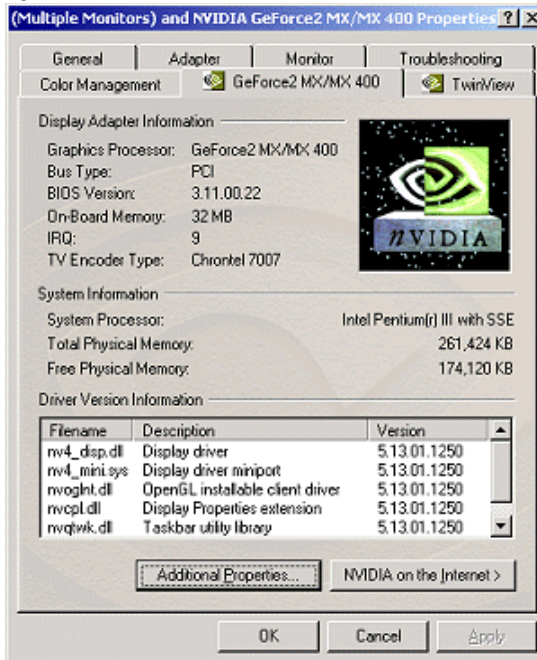 (Multiple Monitors) and NVIDIA GeForce2 MX/MX 400 Properties ? X
General Adapter Monitor Troubleshooting
Color Management GeForce2 MX/MX 400 TwinView
Display Adapter Information
Graphics Processor: GeForce2 MX/MX 400
Bus Type: PCI
BIOS Version: 3.11.00.22
On-Board Memory: 32 MB
IRQ: 9
TV Encoder Type: Chrontel 7007
nVIDIA
System Information
System Processor: Intel Pentium(r) III with SSE
Total Physical Memory: 261,424 KB
Free Physical Memory: 174,120 KB
Driver Version Information
Filename Description Version
nv4_disp.dll Display driver 5.13.01.1250
nv4_mini.sys Display driver miniport 5.13.01.1250
nvoglnt.dll OpenGL installable client driver 5.13.01.1250
nvcpl.dll Display Properties extension 5.13.01.1250
nvqtwk.dll Taskbar utility library 5.13.01.1250
Additional Properties... NVIDIA on the Internet >
OK Cancel Apply